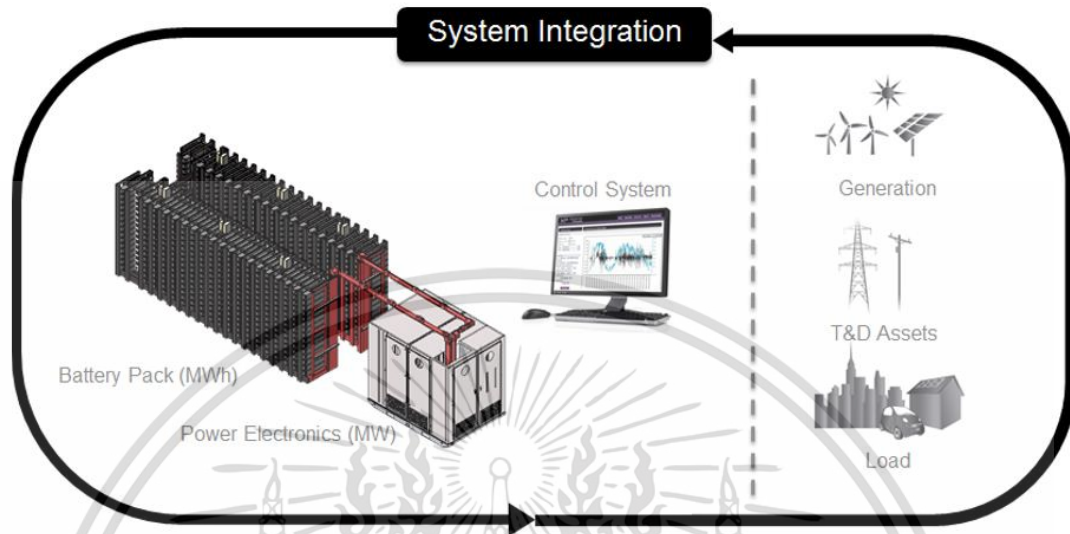 System Integration
Control System
Generation
T&D Assets
Battery Pack (MWh)
Power Electronics (MW)
Load